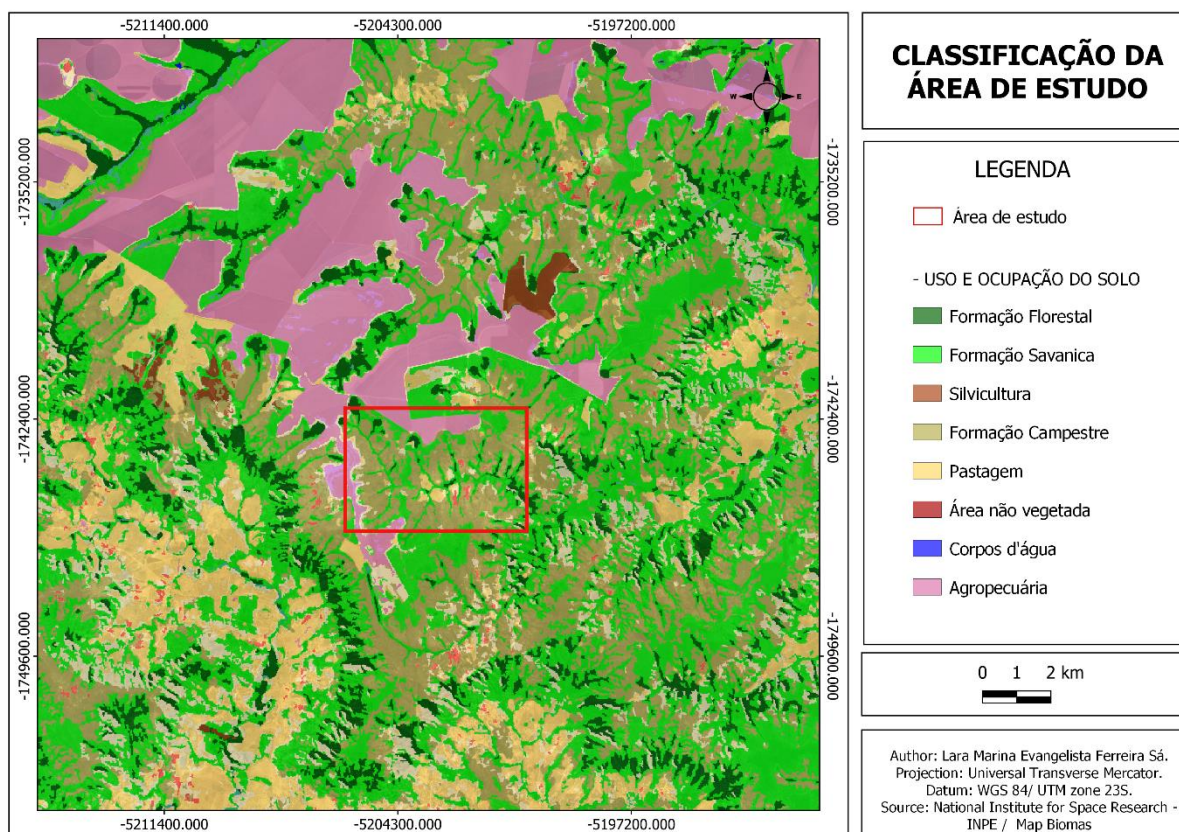 -5211400.000 -5204300.000 -5197200.000
-1735200.000 -1735200.000
-1742400.000 -1742400.000
-1749600.000 -1749600.000
-5211400.000 -5204300.000 -5197200.000
N
W E
S
CLASSIFICAÇÃO DA
ÁREA DE ESTUDO
LEGENDA
Área de estudo
- USO E OCUPAÇÃO DO SOLO
Formação Florestal
Formação Savanica
Silvicultura
Formação Campestre
Pastagem
Área não vegetada
Corpos d'água
Agropecuária
0 1 2 km
Author: Lara Marina Evangelista Ferreira Sá.
Projection: Universal Transverse Mercator.
Datum: WGS 84/ UTM zone 23S.
Source: National Institute for Space Research -
INPE / Map Biomas